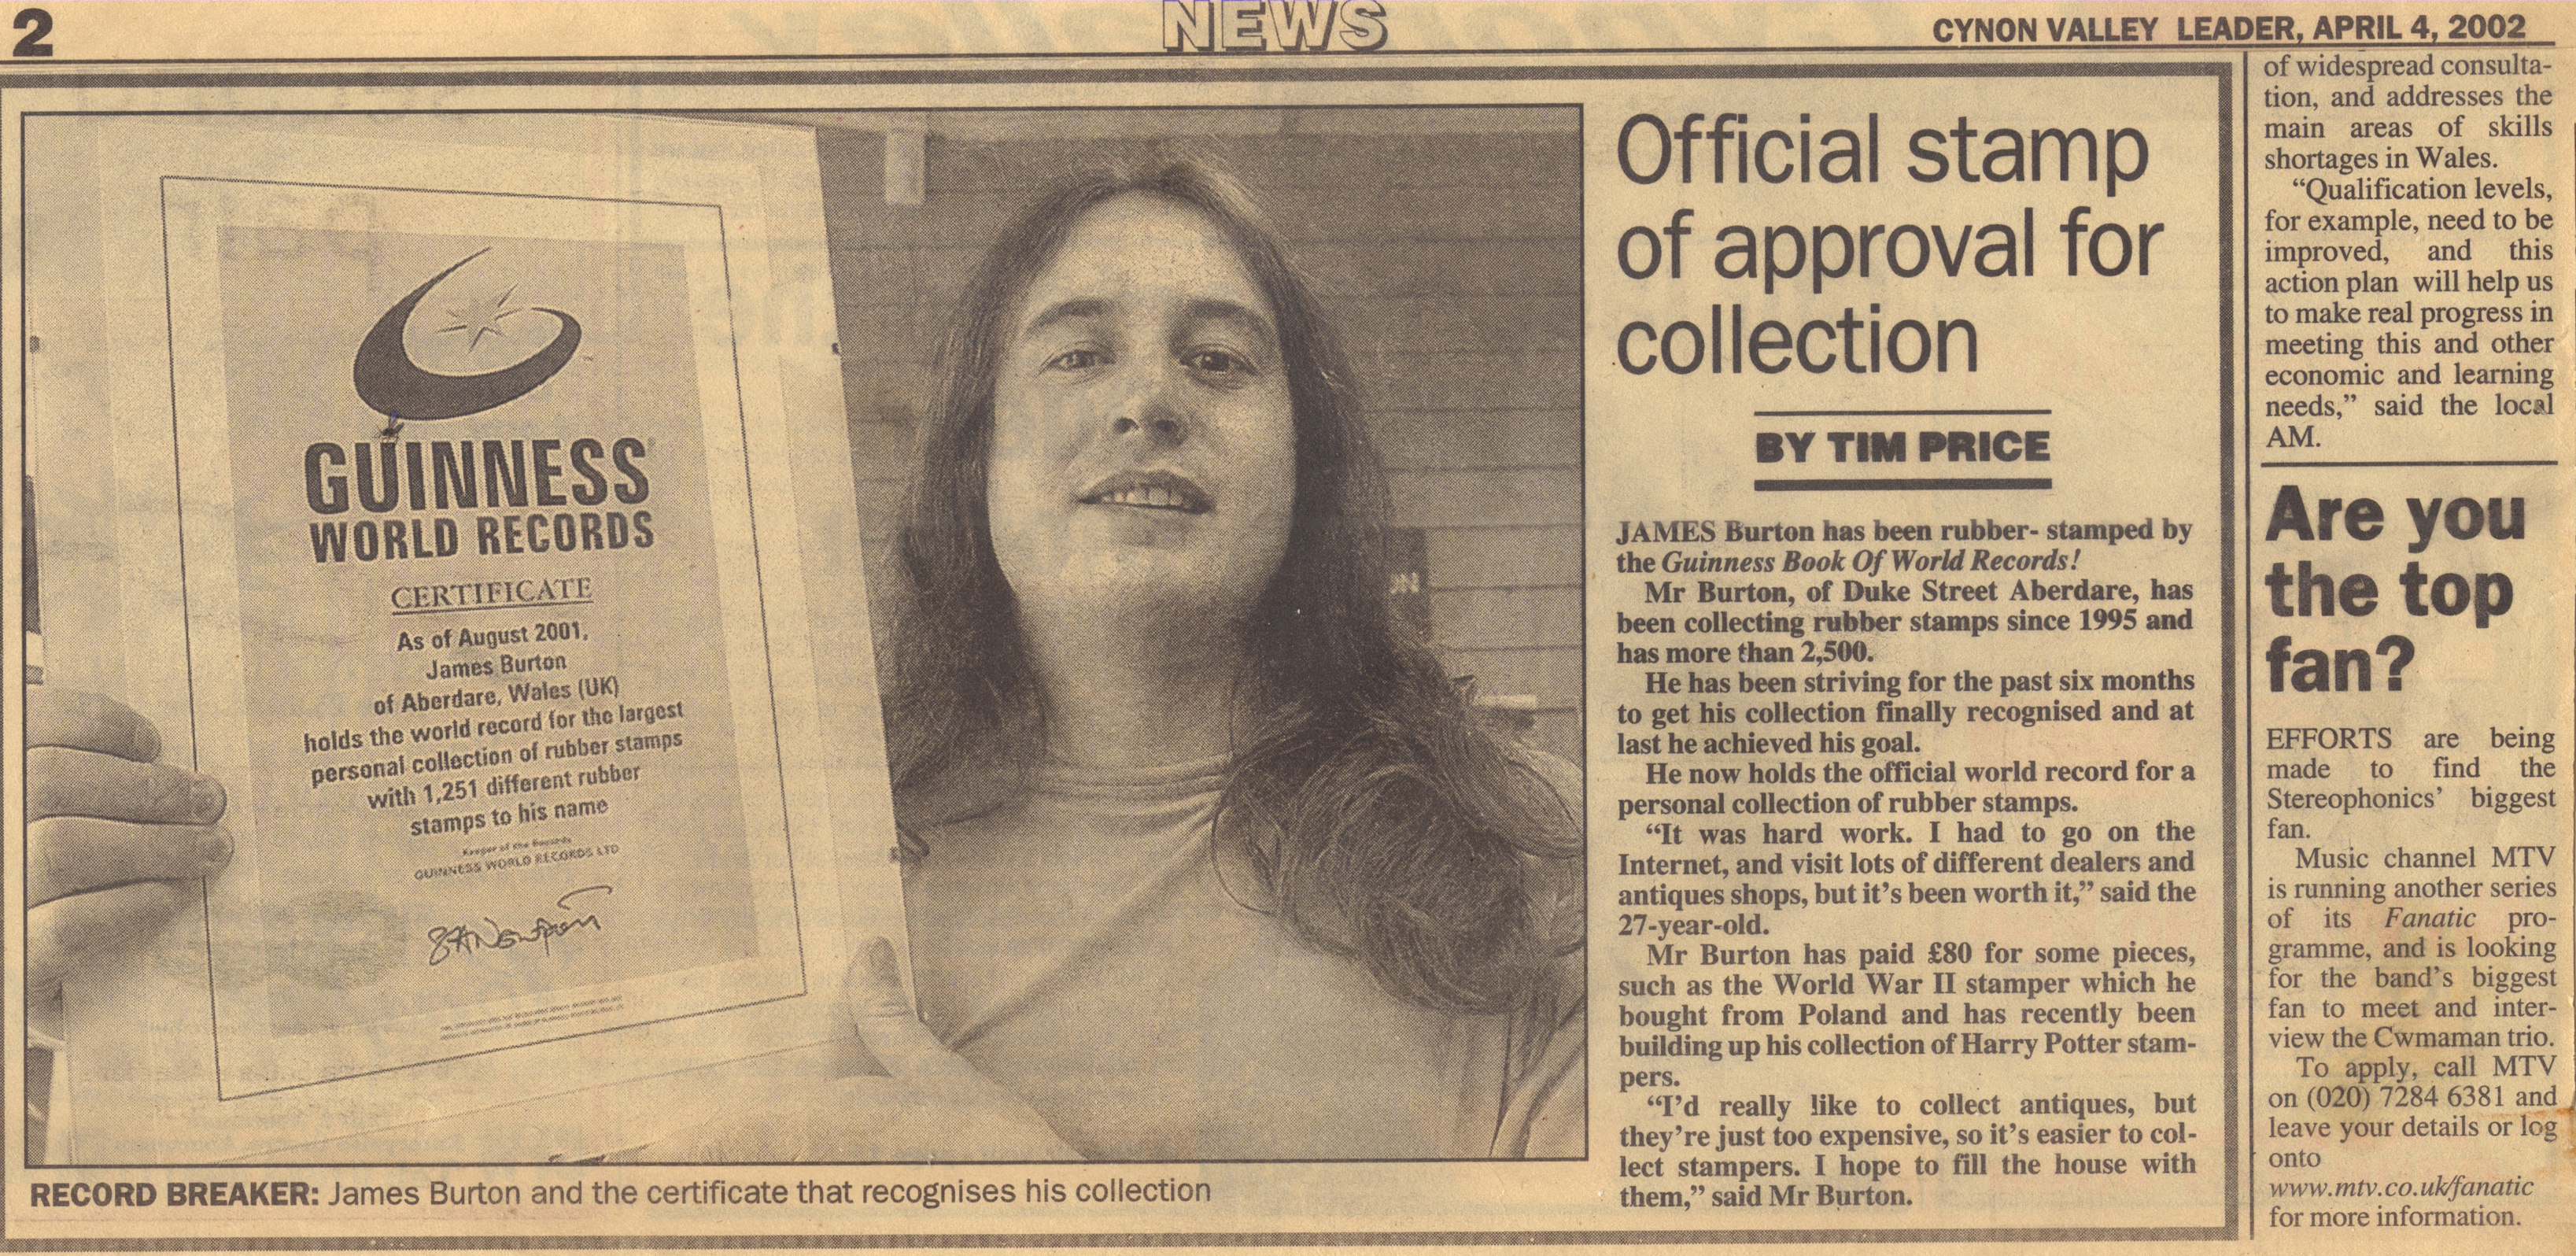 2
NEWS
CYNON VALLEY LEADER, APRIL 4, 2002
GUINNESS
WORLD RECORDS
CERTIFICATE
As of August 2001,
James Burton
of Aberdare, Wales (UK)
holds the world record for the largest
personal collection of rubber stamps
with 1,251 different rubber
stamps to his name
Keeper of the Records
GUINNESS WORLD RECORDS LTD
RECORD BREAKER: James Burton and the certificate that recognises his collection
Official stamp
of approval for
collection
BY TIM PRICE
JAMES Burton has been rubber- stamped by
the Guinness Book Of World Records!
Mr Burton, of Duke Street Aberdare, has
been collecting rubber stamps since 1995 and
has more than 2,500.
He has been striving for the past six months
to get his collection finally recognised and at
last he achieved his goal.
He now holds the official world record for a
personal collection of rubber stamps.
“It was hard work. I had to go on the
Internet, and visit lots of different dealers and
antiques shops, but it’s been worth it,” said the
27-year-old.
Mr Burton has paid £80 for some pieces,
such as the World War II stamper which he
bought from Poland and has recently been
building up his collection of Harry Potter stam-
pers.
“I’d really like to collect antiques, but
they’re just too expensive, so it’s easier to col-
lect stampers. I hope to fill the house with
them,” said Mr Burton.
of widespread consulta-
tion, and addresses the
main areas of skills
shortages in Wales.
“Qualification levels,
for example, need to be
improved, and this
action plan will help us
to make real progress in
meeting this and other
economic and learning
needs,” said the local
AM.
Are you
the top
fan?
EFFORTS are being
made to find the
Stereophonics’ biggest
fan.
Music channel MTV
is running another series
of its Fanatic pro-
gramme, and is looking
for the band’s biggest
fan to meet and inter-
view the Cwmaman trio.
To apply, call MTV
on (020) 7284 6381 and
leave your details or log
onto
www.mtv.co.uk/fanatic
for more information.